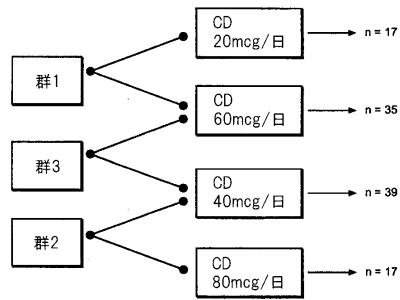 CD
20mcg/日
n = 17
群1
CD
60mcg/日
n = 35
群3
CD
40mcg/日
n = 39
群2
CD
80mcg/日
n = 17